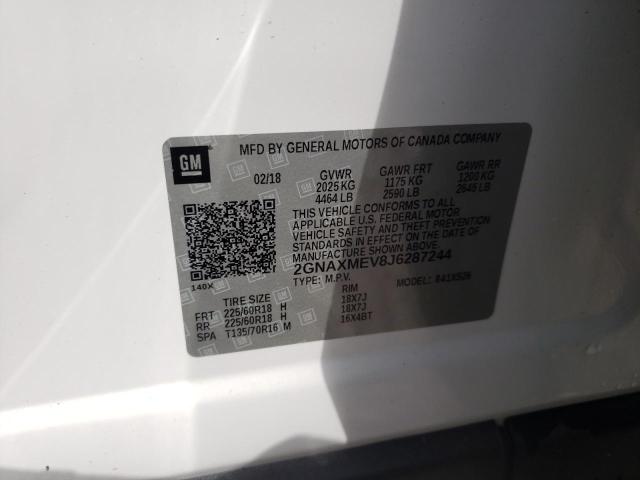 GM
MFD BY GENERAL MOTORS OF CANADA COMPANY
02/18 GVWR GAWR FRT GAWR RR
2025 KG 1175 KG 1200 KG
4464 LB 2590 LB 2646 LB
THIS VEHICLE CONFORMS TO ALL
APPLICABLE U.S. FEDERAL MOTOR
VEHICLE SAFETY AND THEFT PREVENTION
STANDARDS IN EFFECT ON THE DATE OF
MANUFACTURE SHOWN ABOVE.
2GNAXMEV8J6287244
140X TYPE: M.P.V. 841XS26
TIRE SIZE RIM
FRT 225/60R18 H 18X7J
RR 225/60R18 H 18X7J
SPA T135/70R16 M 16X4BT